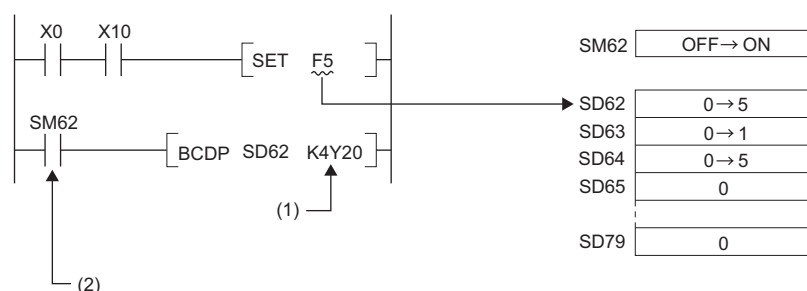 X0 X10
SET F5
SM62
BCDP SD62 K4Y20
(1)
(2)
SM62 OFF→ON
SD62 0→5
SD63 0→1
SD64 0→5
SD65 0
SD79 0